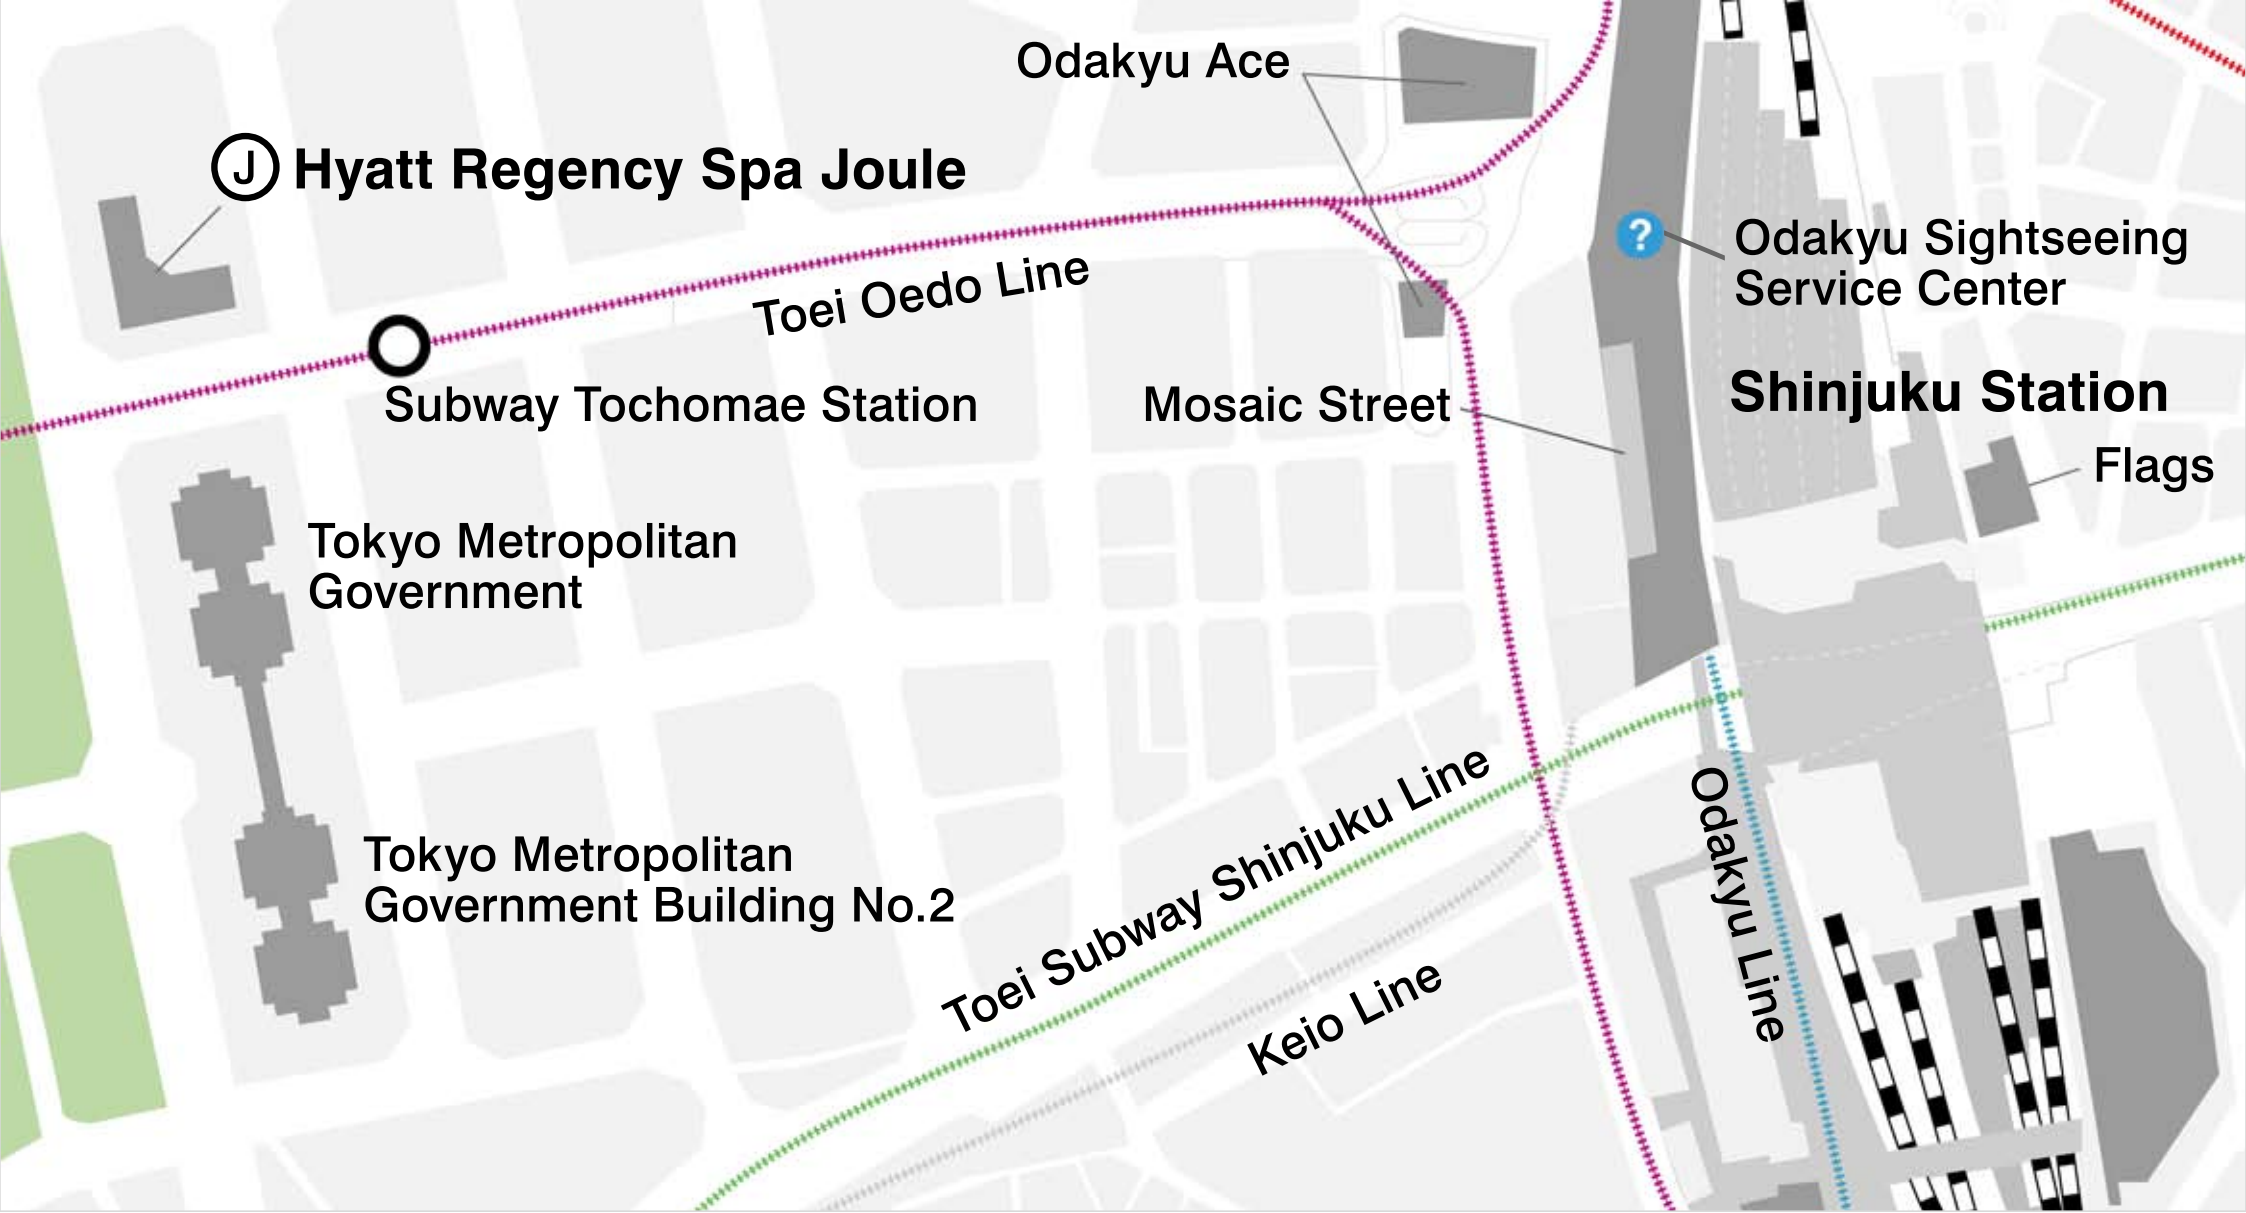 Odakyu Ace
J Hyatt Regency Spa Joule
?
Odakyu Sightseeing
Service Center
Toei Oedo Line
Subway Tochomae Station
Mosaic Street
Shinjuku Station
Flags
Tokyo Metropolitan
Government
Tokyo Metropolitan
Government Building No.2
Toei Subway Shinjuku Line
Keio Line
Odakyu Line